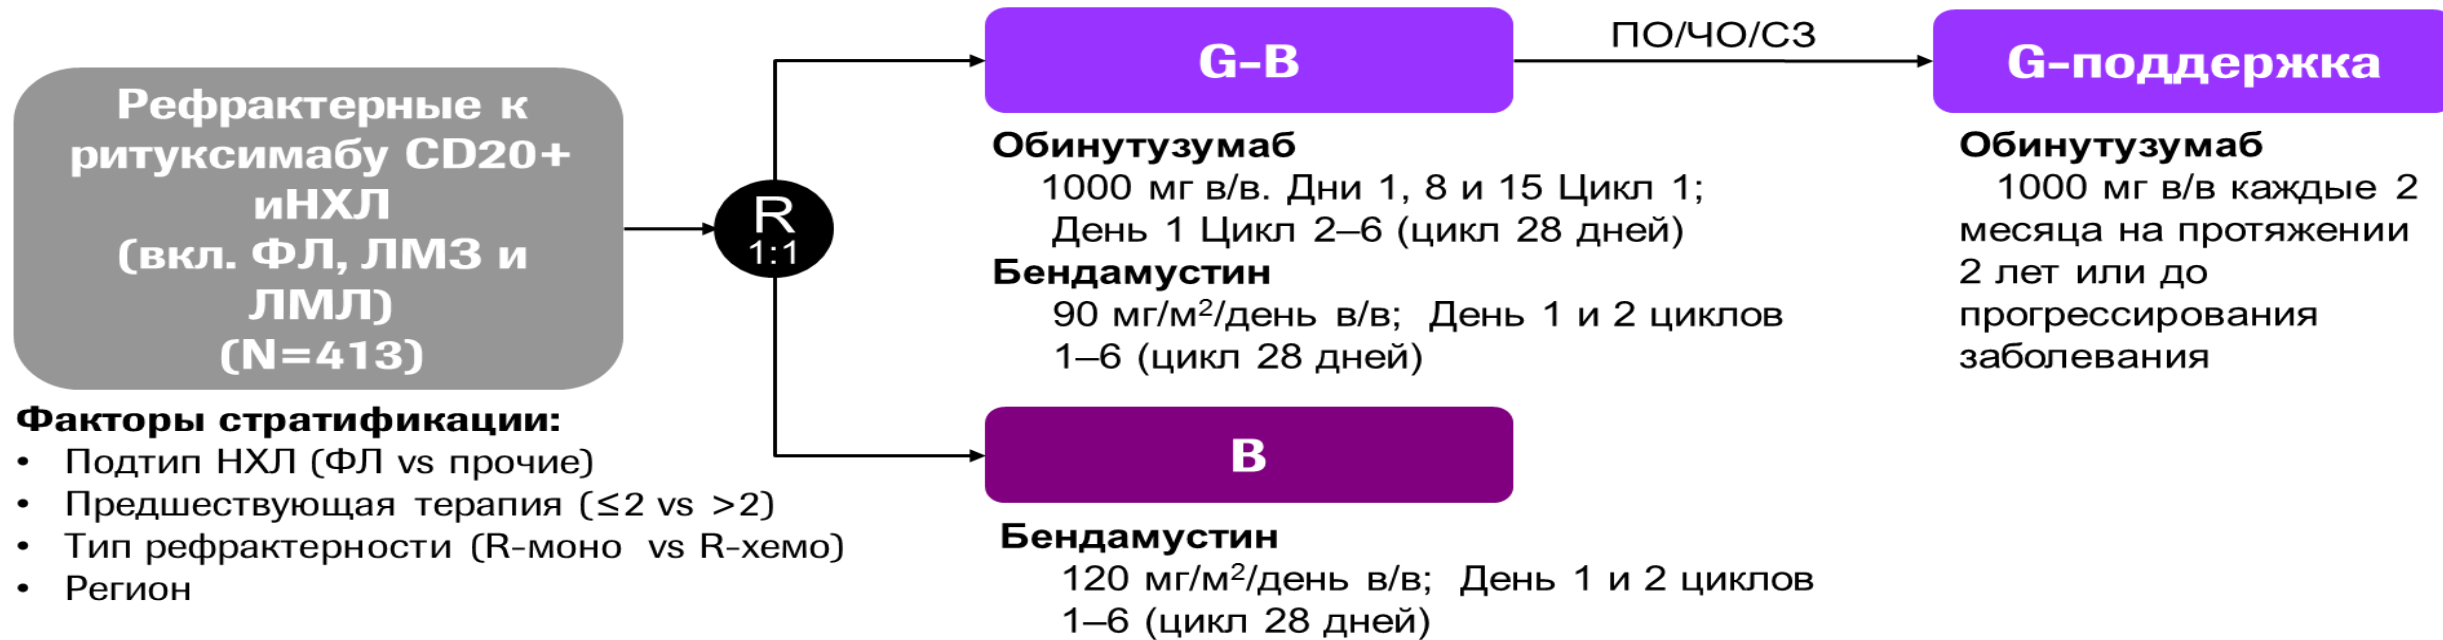 Рефрактерные к
ритуксимабу CD20+
иНХЛ
(вкл. ФЛ, ЛМЗ и
ЛМЛ)
(N=413)
Факторы стратификации:
• Подтип НХЛ (ФЛ vs прочие)
• Предшествующая терапия (≤2 vs >2)
• Тип рефрактерности (R-моно vs R-хемо)
• Регион
R
1:1
G-B
Обинутузумаб
1000 мг в/в. Дни 1, 8 и 15 Цикл 1;
День 1 Цикл 2–6 (цикл 28 дней)
Бендамустин
90 мг/м²/день в/в; День 1 и 2 циклов
1–6 (цикл 28 дней)
B
Бендамустин
120 мг/м²/день в/в; День 1 и 2 циклов
1–6 (цикл 28 дней)
ПО/ЧО/СЗ
G-поддержка
Обинутузумаб
1000 мг в/в каждые 2
месяца на протяжении
2 лет или до
прогрессирования
заболевания